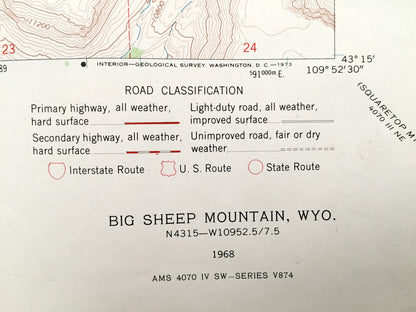 11200
23
24
89
INTERIOR—GEOLOGICAL SURVEY, WASHINGTON, D. C.—1973
43°15'
591000m.E.
109°52'30"
ROAD CLASSIFICATION
Primary highway, all weather, hard surface
Light-duty road, all weather, improved surface
Secondary highway, all weather, hard surface
Unimproved road, fair or dry weather
Interstate Route
U. S. Route
State Route
(SQUARETOP M
4070 III NE
BIG SHEEP MOUNTAIN, WYO.
N4315—W10952.5/7.5
1968
AMS 4070 IV SW—SERIES V874